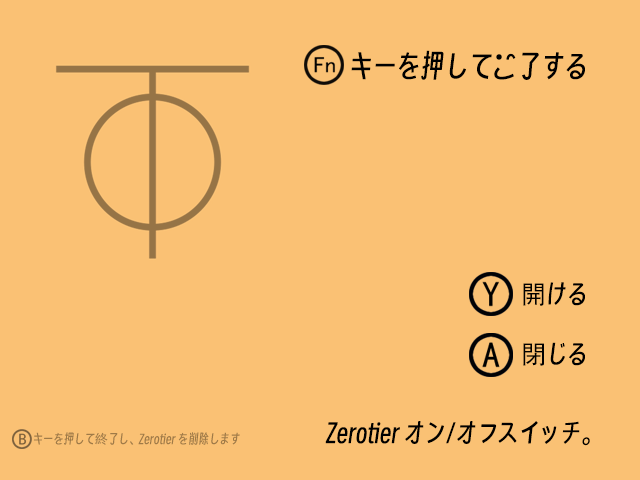 Fn キーを押して 了する
Y 開ける
A 閉じる
Zerotier オン/オフスイッチ。
B キーを押して終了し、Zerotier を削除します